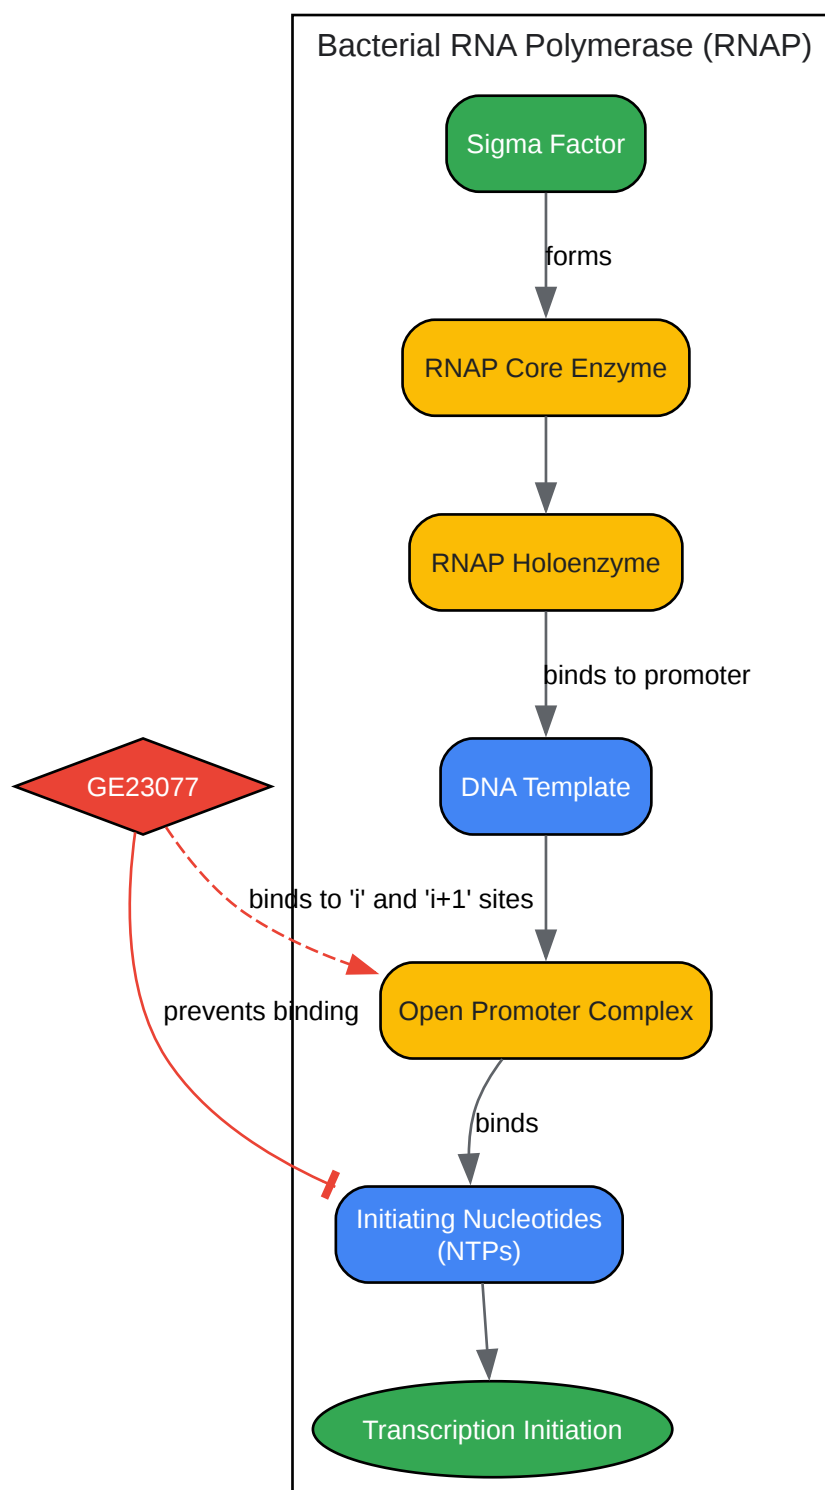 Bacterial RNA Polymerase (RNAP)
Sigma Factor
forms
RNAP Core Enzyme
RNAP Holoenzyme
binds to promoter
GE23077
DNA Template
binds to 'i' and 'i+1' sites
prevents binding
Open Promoter Complex
binds
Initiating Nucleotides
(NTPs)
Transcription Initiation